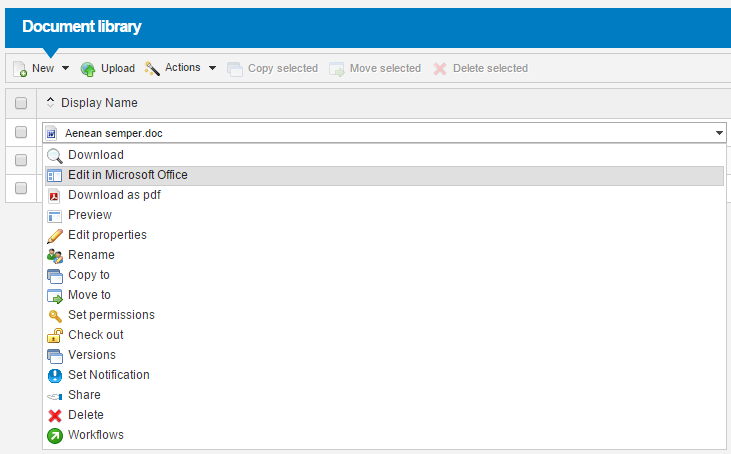 Document library
New Upload Actions Copy selected Move selected Delete selected
Display Name
Aenean semper.doc
Download
Edit in Microsoft Office
Download as pdf
Preview
Edit properties
Rename
Copy to
Move to
Set permissions
Check out
Versions
Set Notification
Share
Delete
Workflows